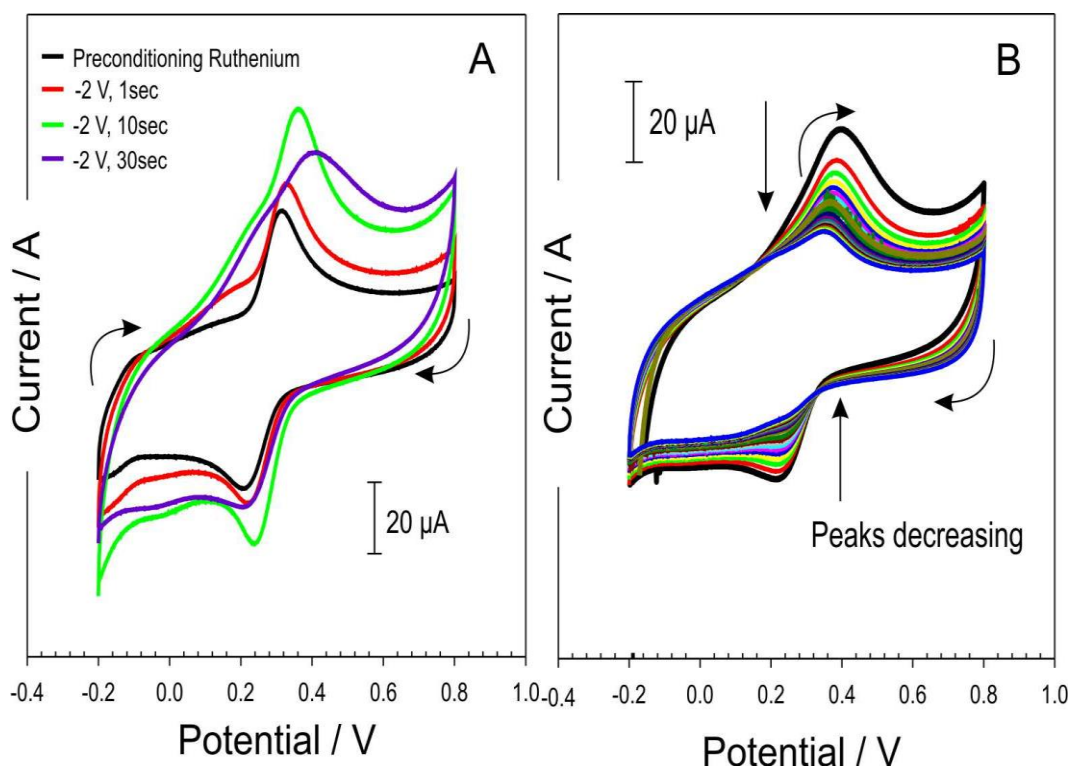 A
Preconditioning Ruthenium
-2 V, 1sec
-2 V, 10sec
-2 V, 30sec
20 µA
Current / A
-0.4 -0.2 0.0 0.2 0.4 0.6 0.8 1.0
Potential / V
B
20 µA
Current / A
Peaks decreasing
-0.4 -0.2 0.0 0.2 0.4 0.6 0.8 1.0
Potential / V